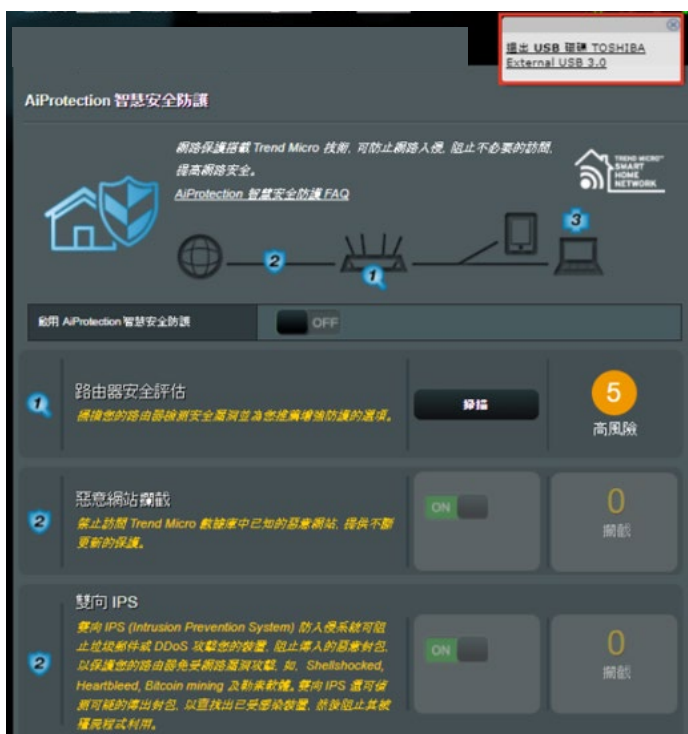 退出 USB 磁碟 TOSHIBA
External USB 3.0
AiProtection 智慧安全防護
網路保護搭載 Trend Micro 技術, 可防止網路入侵, 阻止不必要的訪問,
提高網路安全。
AiProtection 智慧安全防護 FAQ
TREND MICRO™
SMART
HOME
NETWORK
3
2
1
啟用 AiProtection 智慧安全防護
OFF
1
路由器安全評估
掃描您的路由器檢測安全漏洞並為您推薦增強防護的選項。
掃描
5
高風險
2
惡意網站攔截
禁止訪問 Trend Micro 數據庫中已知的惡意網站, 提供不斷
更新的保護。
ON
0
攔截
2
雙向 IPS
雙向 IPS (Intrusion Prevention System) 防入侵系統可阻
止垃圾郵件或 DDoS 攻擊您的裝置, 阻止傳入的惡意封包,
以保護您的路由器免受網路漏洞攻擊, 如, Shellshocked,
Heartbleed, Bitcoin mining 及勒索軟體。雙向 IPS 還可偵
測可疑的傳出封包, 以查找出已受感染裝置, 然後阻止其被
殭屍程式利用。
ON
0
攔截